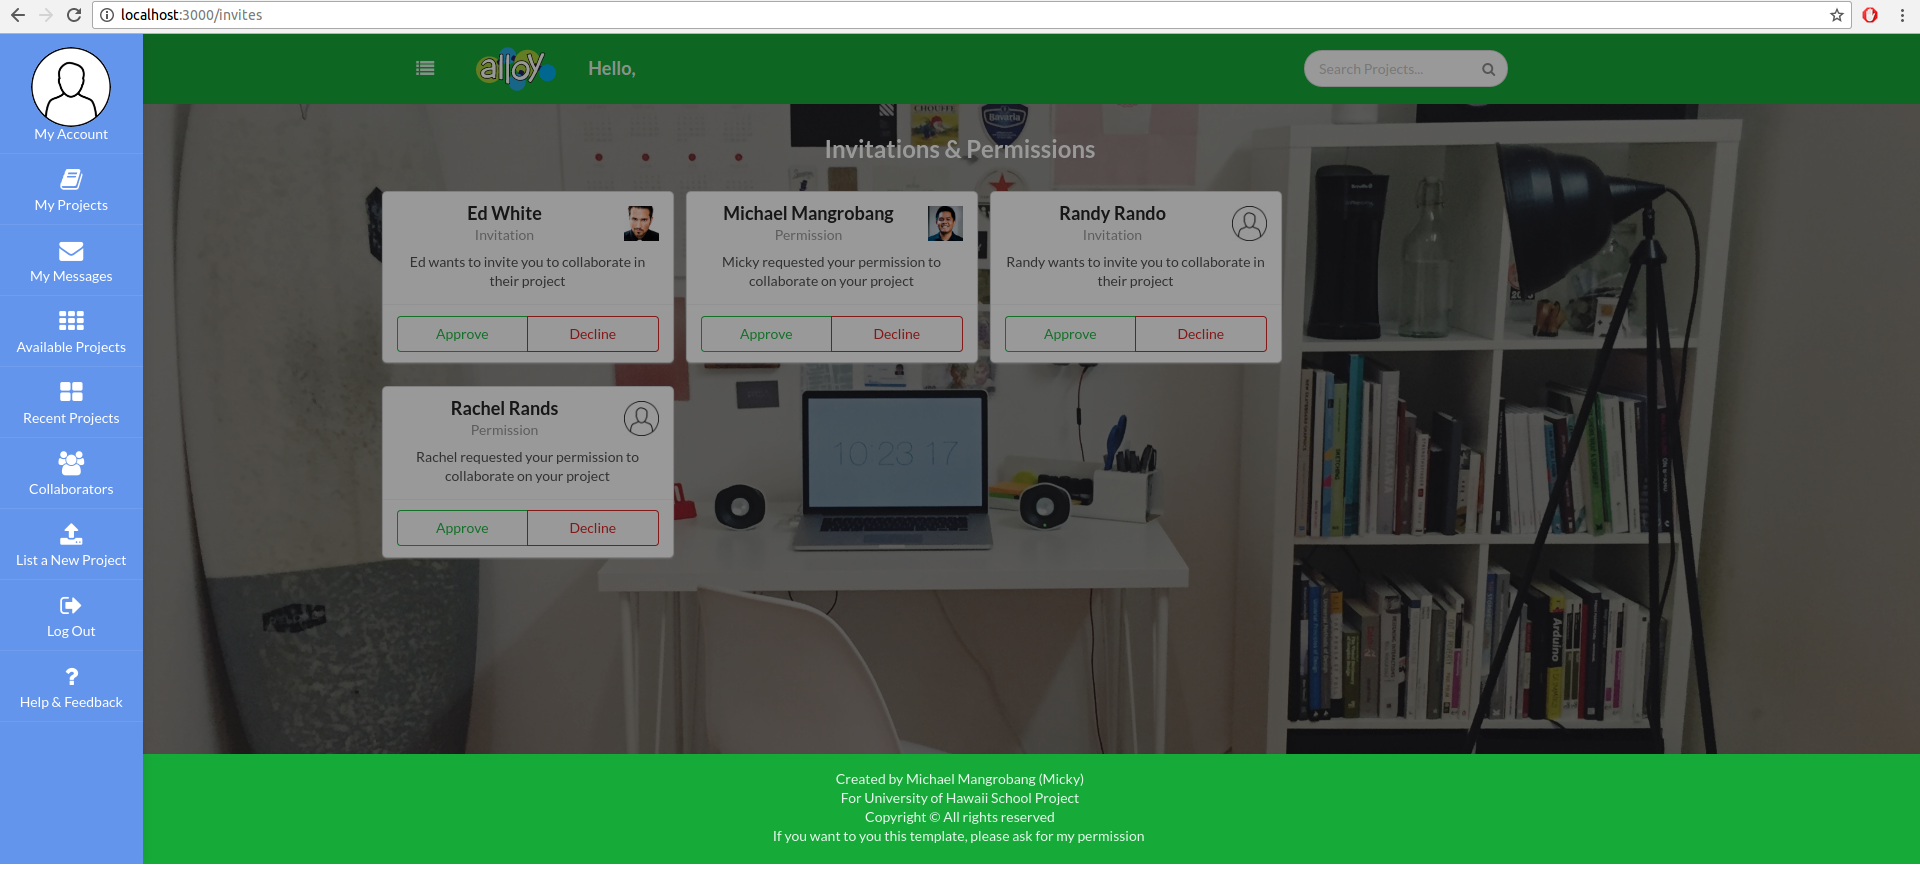 localhost:3000/invites
My Account
My Projects
My Messages
Available Projects
Recent Projects
Collaborators
List a New Project
Log Out
Help & Feedback
alloy
Hello,
Search Projects...
Invitations & Permissions
Ed White
Invitation
Ed wants to invite you to collaborate in
their project
Approve
Decline
Michael Mangrobang
Permission
Micky requested your permission to
collaborate on your project
Approve
Decline
Randy Rando
Invitation
Randy wants to invite you to collaborate in
their project
Approve
Decline
Rachel Rands
Permission
Rachel requested your permission to
collaborate on your project
Approve
Decline
CHOUFFE
Bavaria
10:23 17
Arduino
Created by Michael Mangrobang (Micky)
For University of Hawaii School Project
Copyright © All rights reserved
If you want to you this template, please ask for my permission